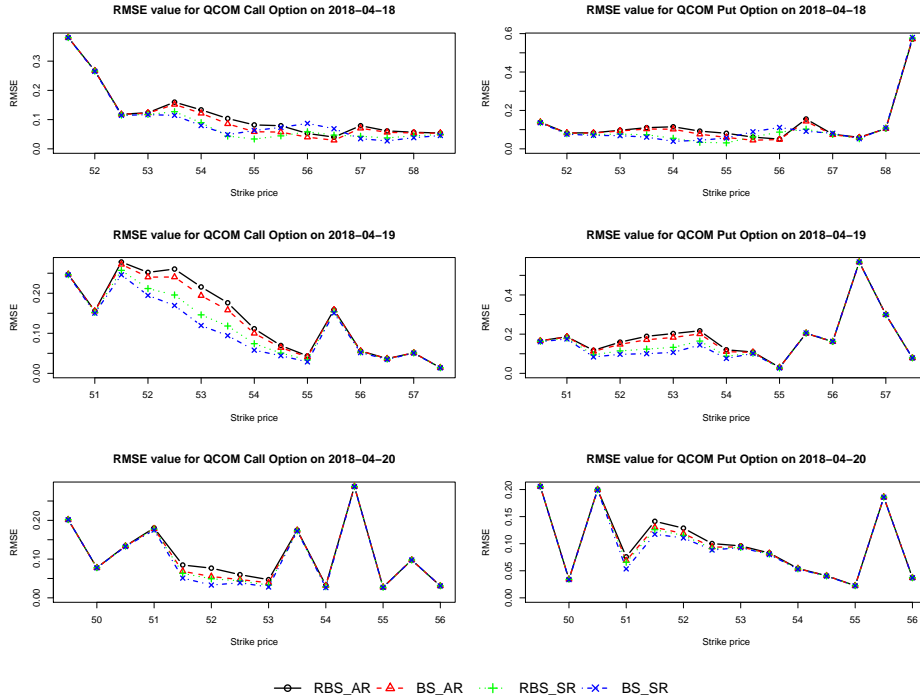 RMSE value for QCOM Call Option on 2018−04−18
RMSE
0.0 0.1 0.2 0.3
52 53 54 55 56 57 58
Strike price
RMSE value for QCOM Put Option on 2018−04−18
RMSE
0.0 0.2 0.4 0.6
52 53 54 55 56 57 58
Strike price
RMSE value for QCOM Call Option on 2018−04−19
RMSE
0.00 0.10 0.20
51 52 53 54 55 56 57
Strike price
RMSE value for QCOM Put Option on 2018−04−19
RMSE
0.0 0.2 0.4
51 52 53 54 55 56 57
Strike price
RMSE value for QCOM Call Option on 2018−04−20
RMSE
0.00 0.10 0.20
50 51 52 53 54 55 56
Strike price
RMSE value for QCOM Put Option on 2018−04−20
RMSE
0.00 0.05 0.10 0.15 0.20
50 51 52 53 54 55 56
Strike price
RBS_AR BS_AR RBS_SR BS_SR